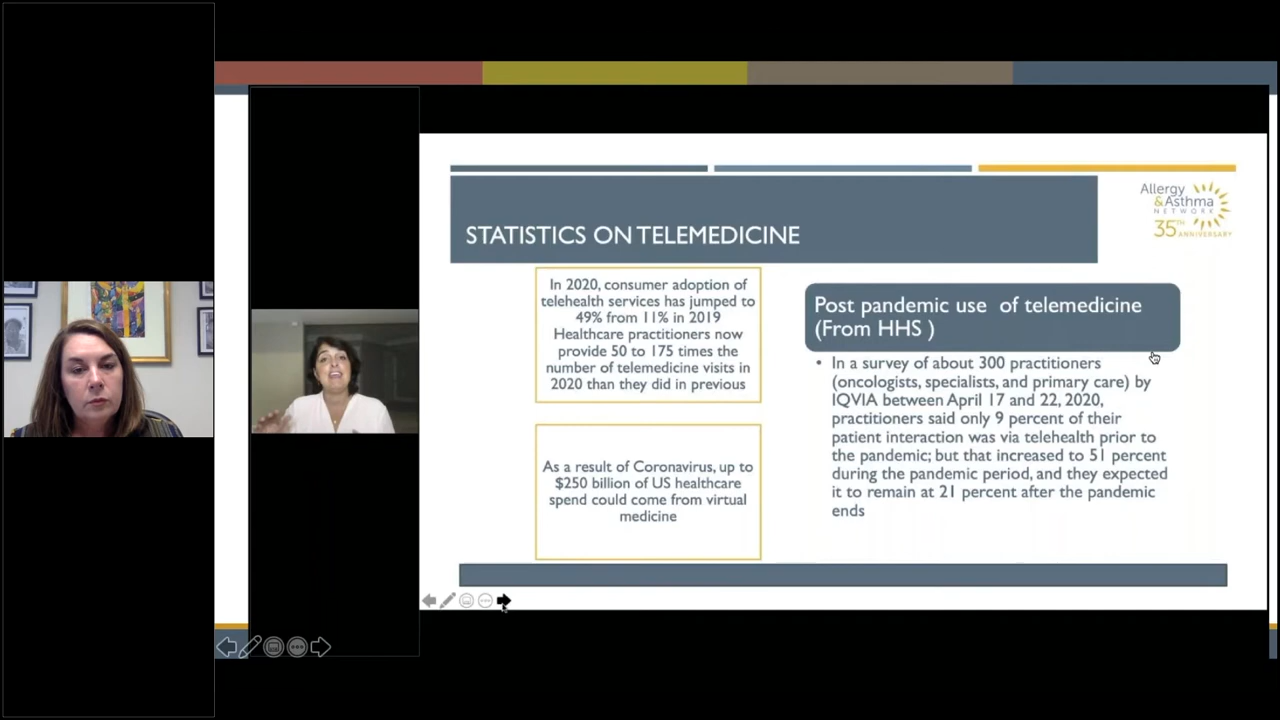 STATISTICS ON TELEMEDICINE
Allergy
&Asthma
NETWORK
35TH ANNIVERSARY
In 2020, consumer adoption of
telehealth services has jumped to
49% from 11% in 2019
Healthcare practitioners now
provide 50 to 175 times the
number of telemedicine visits in
2020 than they did in previous
As a result of Coronavirus, up to
$250 billion of US healthcare
spend could come from virtual
medicine
Post pandemic use of telemedicine
(From HHS )
• In a survey of about 300 practitioners
(oncologists, specialists, and primary care) by
IQVIA between April 17 and 22, 2020,
practitioners said only 9 percent of their
patient interaction was via telehealth prior to
the pandemic; but that increased to 51 percent
during the pandemic period, and they expected
it to remain at 21 percent after the pandemic
ends